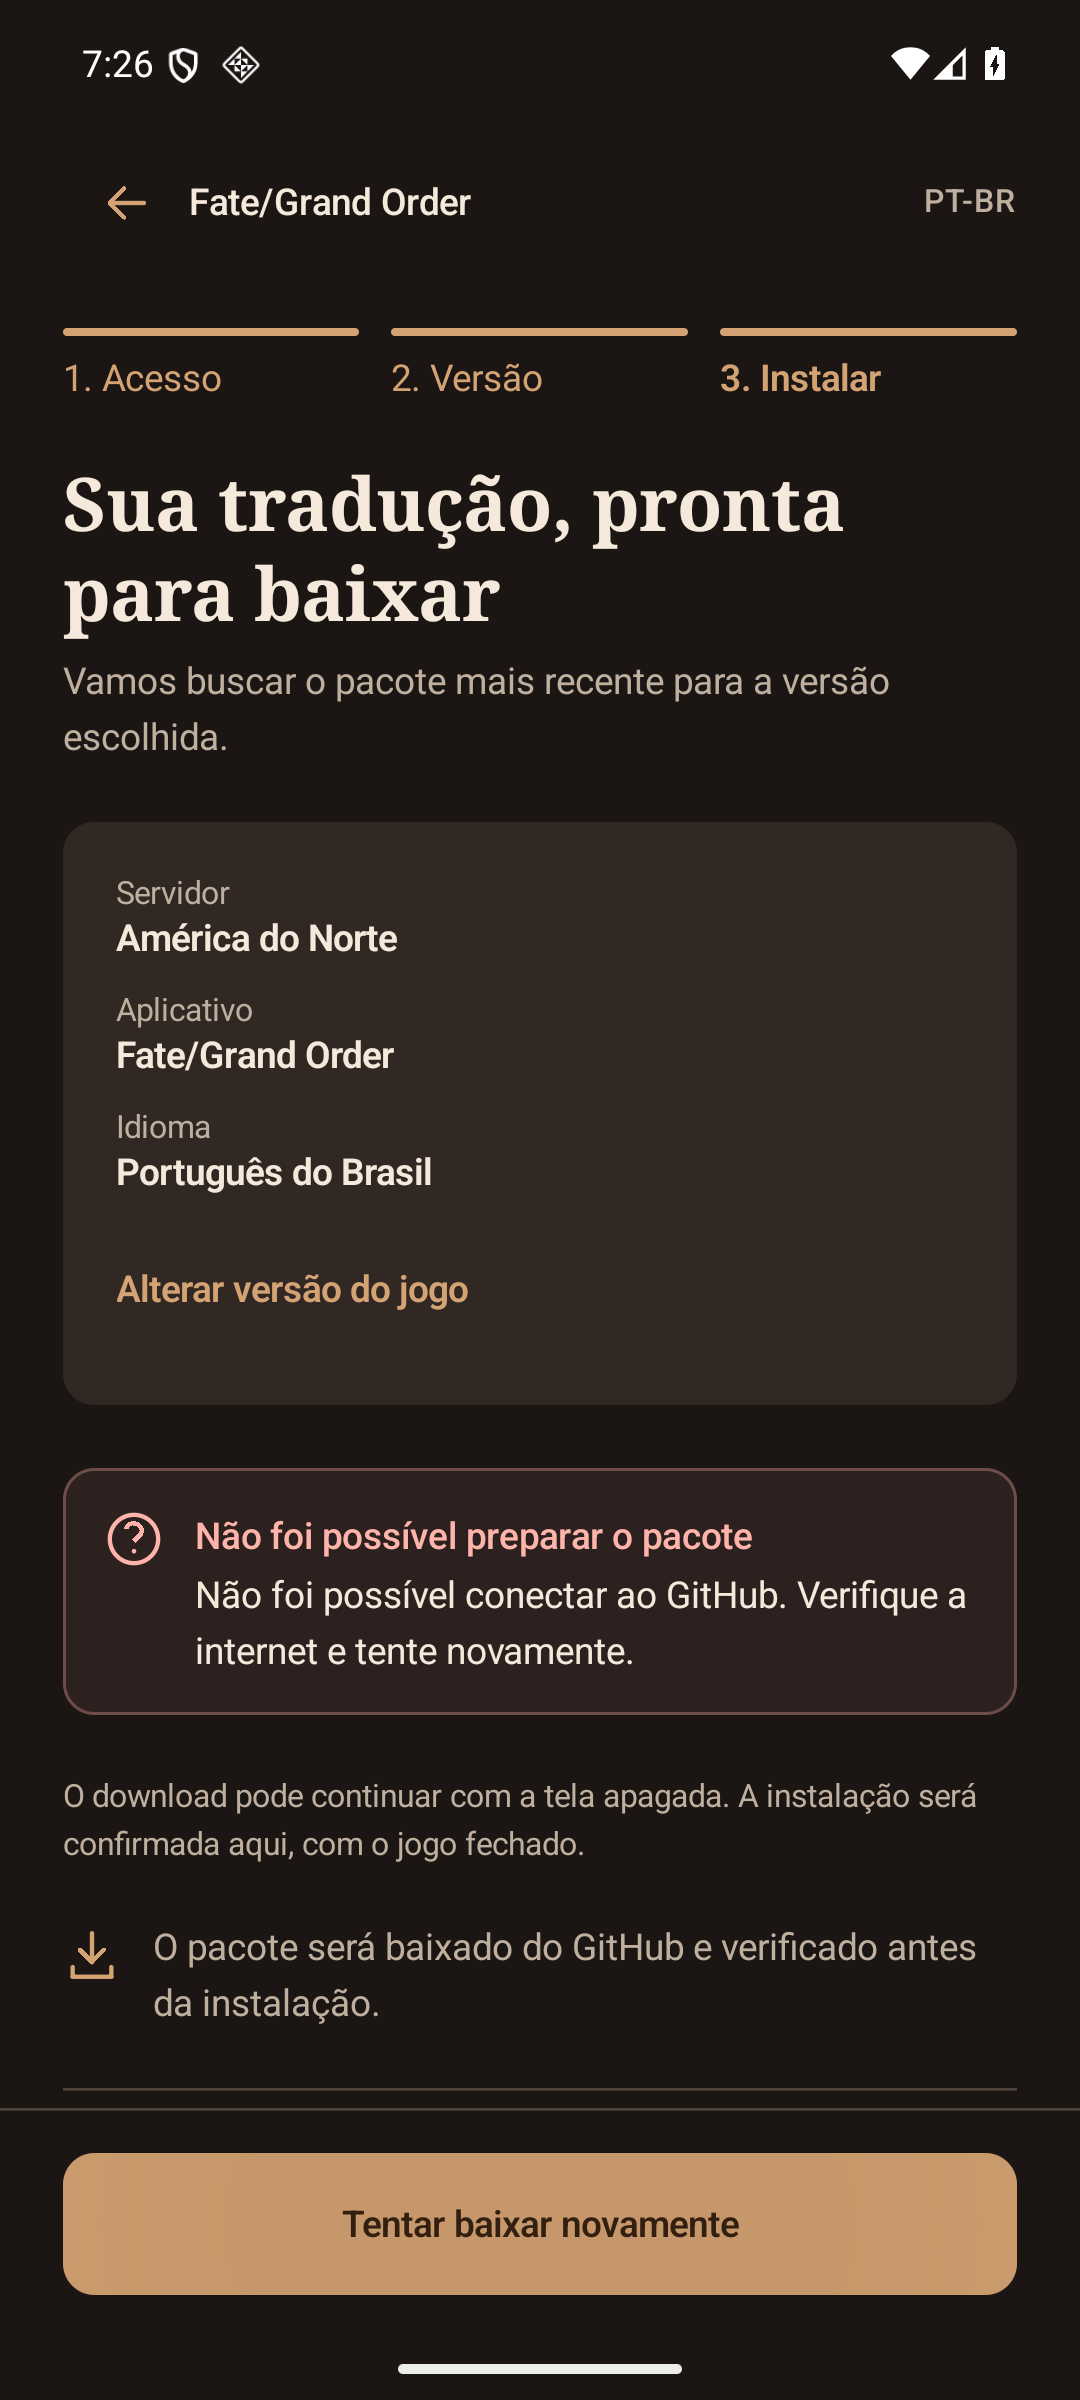 7:26
Fate/Grand Order
PT-BR
1. Acesso
2. Versão
3. Instalar
Sua tradução, pronta
para baixar
Vamos buscar o pacote mais recente para a versão
escolhida.
Servidor
América do Norte
Aplicativo
Fate/Grand Order
Idioma
Português do Brasil
Alterar versão do jogo
Não foi possível preparar o pacote
Não foi possível conectar ao GitHub. Verifique a
internet e tente novamente.
O download pode continuar com a tela apagada. A instalação será
confirmada aqui, com o jogo fechado.
O pacote será baixado do GitHub e verificado antes
da instalação.
Tentar baixar novamente